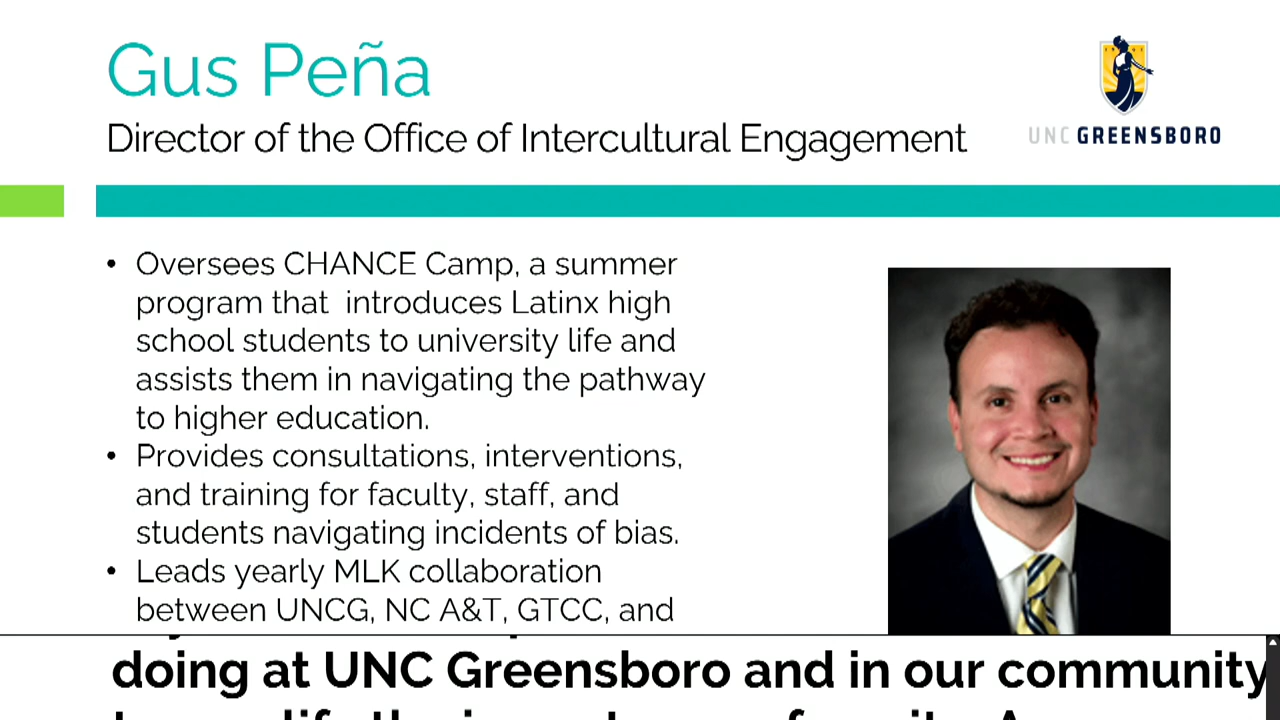 Gus Peña
Director of the Office of Intercultural Engagement
UNC GREENSBORO
• Oversees CHANCE Camp, a summer
program that introduces Latinx high
school students to university life and
assists them in navigating the pathway
to higher education.
• Provides consultations, interventions,
and training for faculty, staff, and
students navigating incidents of bias.
• Leads yearly MLK collaboration
between UNCG, NC A&T, GTCC, and
doing at UNC Greensboro and in our community